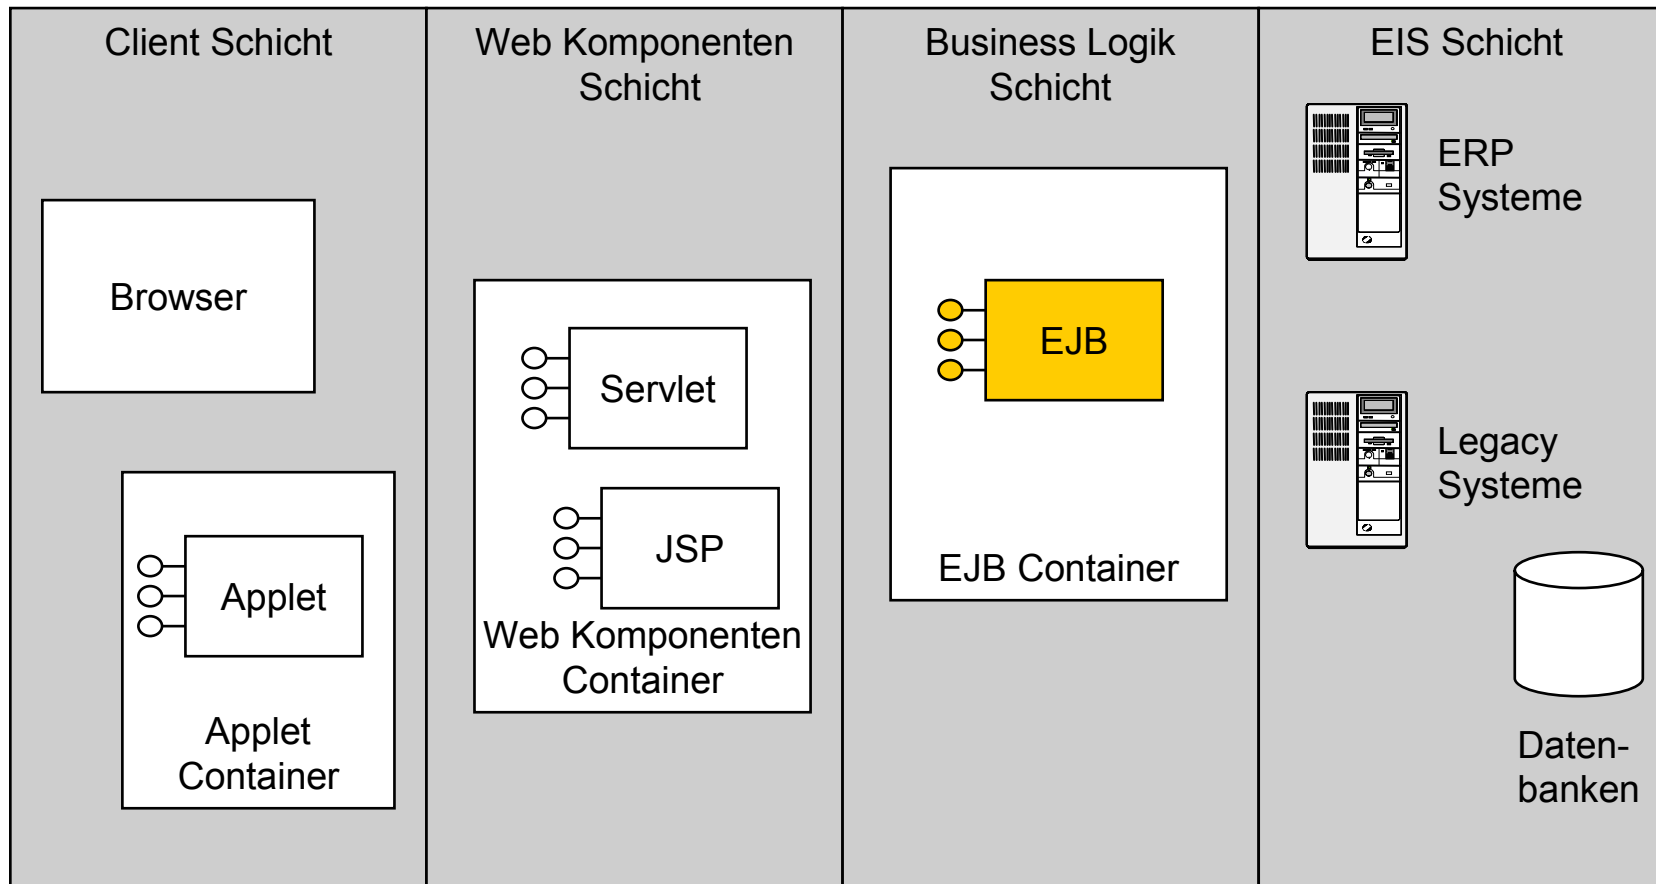 Client Schicht
Browser
Applet
Applet
Container
Web Komponenten
Schicht
Servlet
JSP
Web Komponenten
Container
Business Logik
Schicht
EJB
EJB Container
EIS Schicht
ERP
Systeme
Legacy
Systeme
Daten-
banken